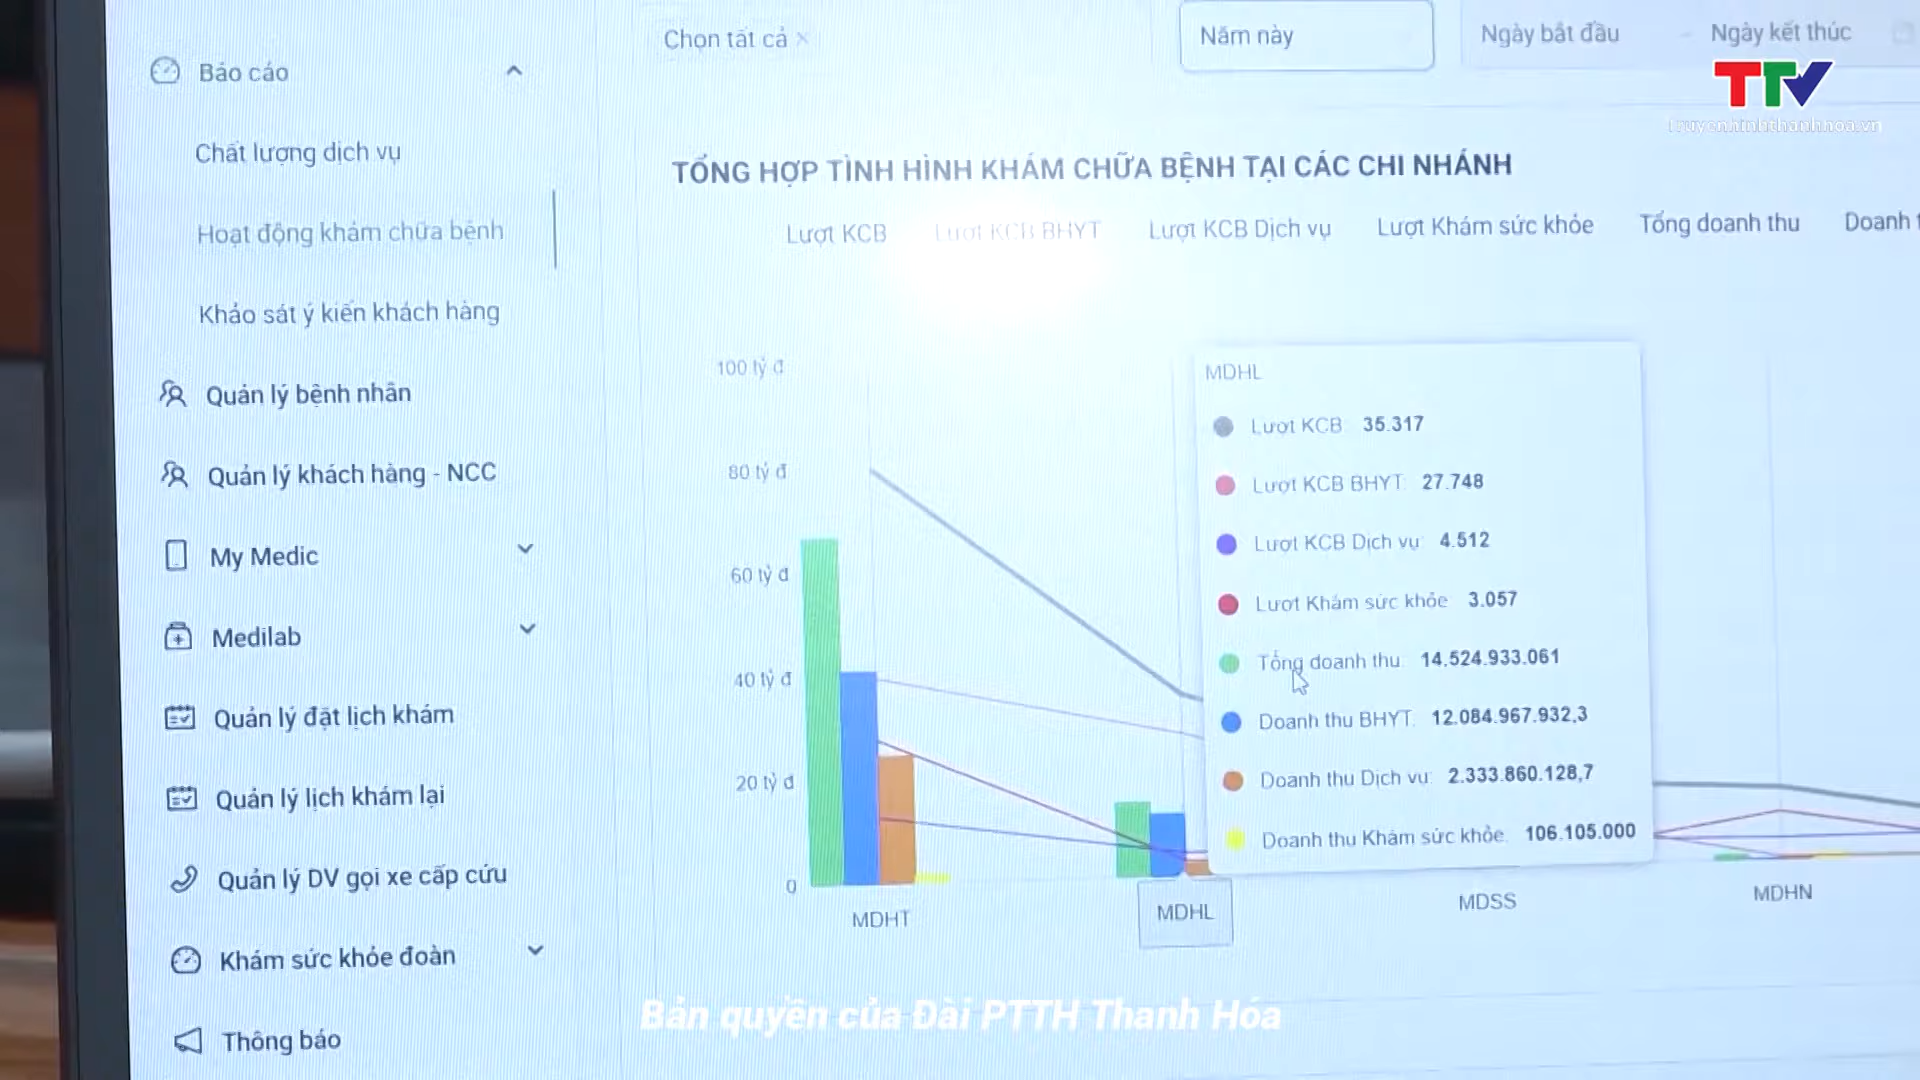 Chọn tất cả ×
Năm này
Ngày bắt đầu
Ngày kết thúc
TTV
truyenhinhthanhhoa.vn
Báo cáo
Chất lượng dịch vụ
Hoạt động khám chữa bệnh
Khảo sát ý kiến khách hàng
Quản lý bệnh nhân
Quản lý khách hàng - NCC
My Medic
Medilab
Quản lý đặt lịch khám
Quản lý lịch khám lại
Quản lý DV gọi xe cấp cứu
Khám sức khỏe đoàn
Thông báo
TỔNG HỢP TÌNH HÌNH KHÁM CHỮA BỆNH TẠI CÁC CHI NHÁNH
Lượt KCB
Lượt KCB BHYT
Lượt KCB Dịch vụ
Lượt Khám sức khỏe
Tổng doanh thu
Doanh
100 tỷ đ
80 tỷ đ
60 tỷ đ
40 tỷ đ
20 tỷ đ
0
MDHL
Lượt KCB: 35.317
Lượt KCB BHYT: 27.748
Lượt KCB Dịch vụ: 4.512
Lượt Khám sức khỏe: 3.057
Tổng doanh thu: 14.524.933.061
Doanh thu BHYT: 12.084.967.932,3
Doanh thu Dịch vụ: 2.333.860.128,7
Doanh thu Khám sức khỏe: 106.105.000
MDHT
MDHL
MDSS
MDHN
Bản quyền của Đài PTTH Thanh Hóa